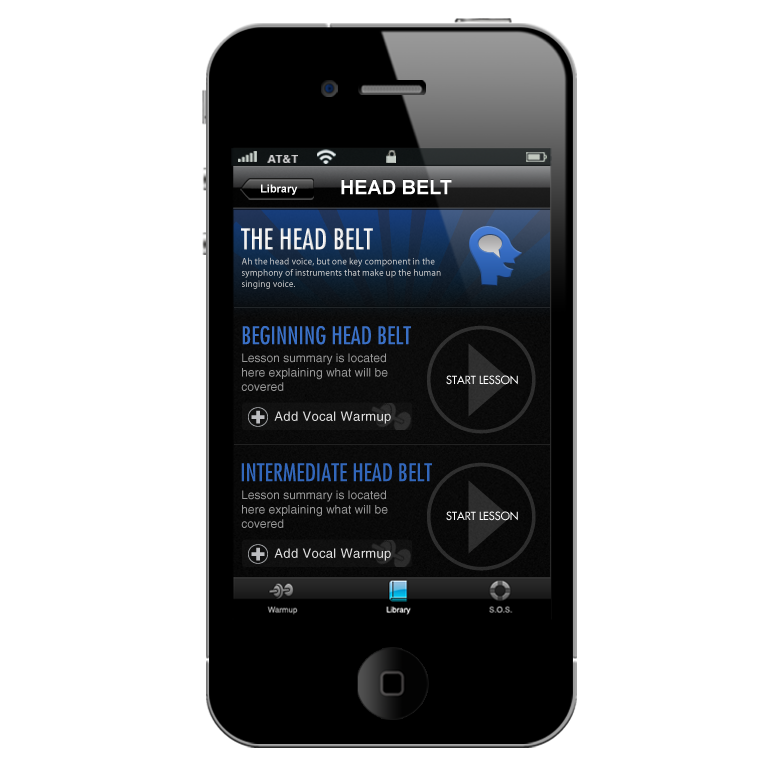 AT&T
Library
HEAD BELT
THE HEAD BELT
Ah the head voice, but one key component in the
symphony of instruments that make up the human
singing voice.
BEGINNING HEAD BELT
Lesson summary is located
here explaining what will be
covered
START LESSON
Add Vocal Warmup
INTERMEDIATE HEAD BELT
Lesson summary is located
here explaining what will be
covered
START LESSON
Add Vocal Warmup
Warmup
Library
S.O.S.